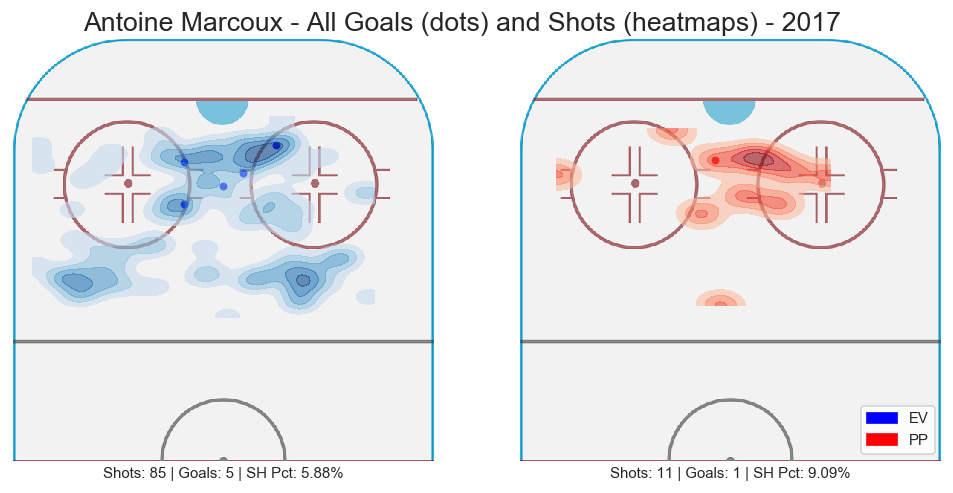 Antoine Marcoux - All Goals (dots) and Shots (heatmaps) - 2017
EV
PP
Shots: 85 | Goals: 5 | SH Pct: 5.88%
Shots: 11 | Goals: 1 | SH Pct: 9.09%